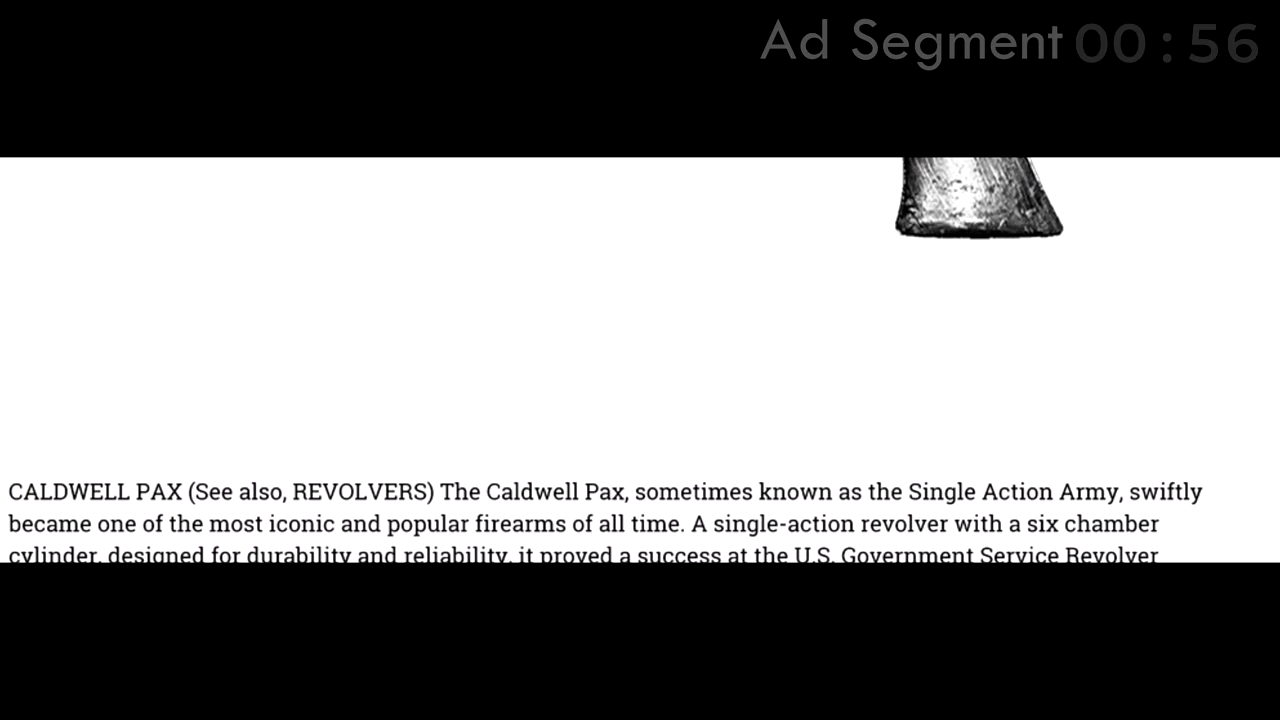 Ad Segment 00:56
CALDWELL PAX (See also, REVOLVERS) The Caldwell Pax, sometimes known as the Single Action Army, swiftly
became one of the most iconic and popular firearms of all time. A single-action revolver with a six chamber
cylinder, designed for durability and reliability, it proved a success at the U.S. Government Service Revolver